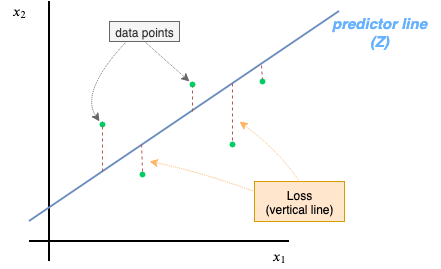 x₂
data points
predictor line
(Z)
Loss
(vertical line)
x₁